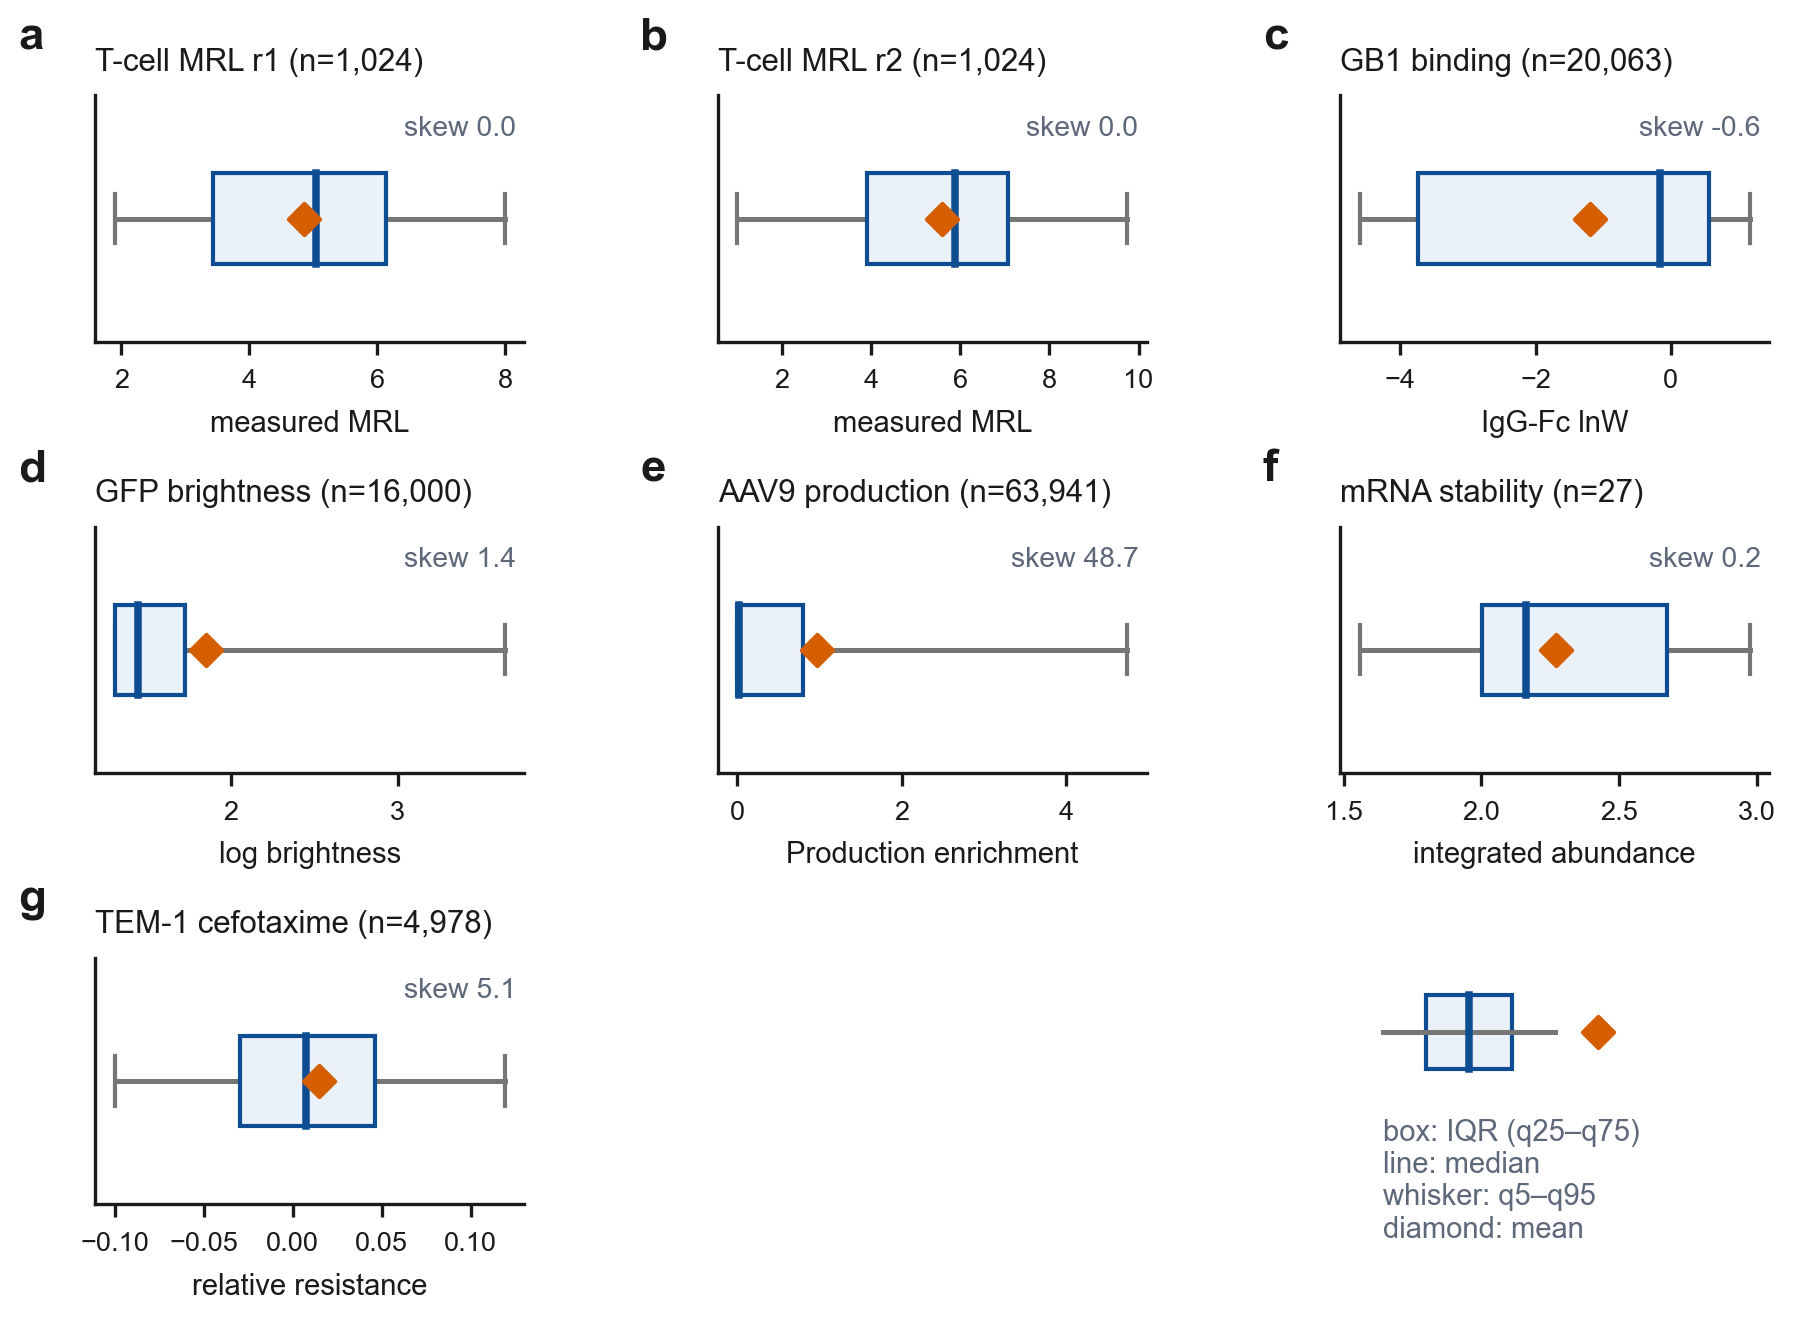 a
T-cell MRL r1 (n=1,024)
skew 0.0
2 4 6 8
measured MRL
b
T-cell MRL r2 (n=1,024)
skew 0.0
2 4 6 8 10
measured MRL
c
GB1 binding (n=20,063)
skew -0.6
−4 −2 0
IgG-Fc lnW
d
GFP brightness (n=16,000)
skew 1.4
2 3
log brightness
e
AAV9 production (n=63,941)
skew 48.7
0 2 4
Production enrichment
f
mRNA stability (n=27)
skew 0.2
1.5 2.0 2.5 3.0
integrated abundance
g
TEM-1 cefotaxime (n=4,978)
skew 5.1
−0.10 −0.05 0.00 0.05 0.10
relative resistance
box: IQR (q25–q75)
line: median
whisker: q5–q95
diamond: mean